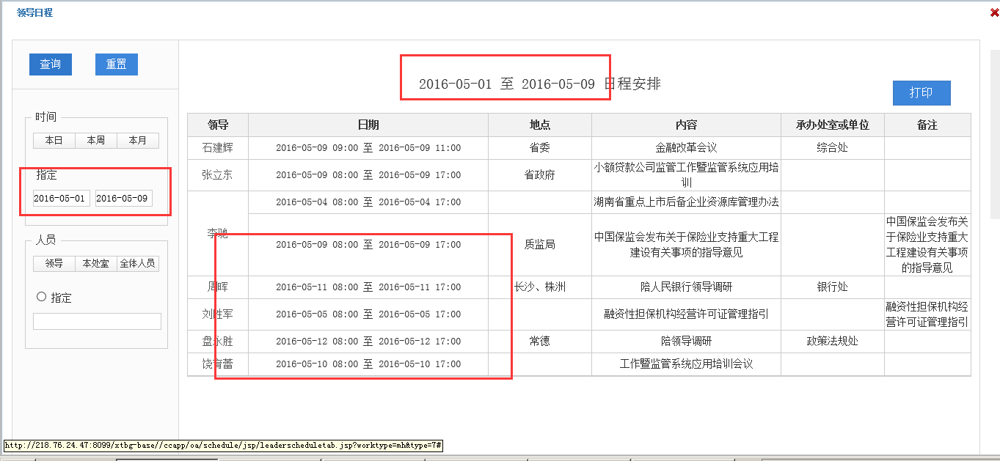 领导日程
查询 重置
时间
本日 本周 本月
指定
2016-05-01 2016-05-09
人员
领导 本处室 全体人员
指定
2016-05-01 至 2016-05-09 日程安排
打印
领导 日期 地点 内容 承办处室或单位 备注
石建辉 2016-05-09 09:00 至 2016-05-09 11:00 省委 金融改革会议 综合处
张立东 2016-05-09 08:00 至 2016-05-09 17:00 省政府 小额贷款公司监管工作暨监管系统应用培
训
李驰 2016-05-04 08:00 至 2016-05-04 17:00 湖南省重点上市后备企业资源库管理办法
2016-05-09 08:00 至 2016-05-09 17:00 质监局 中国保监会发布关于保险业支持重大工程
建设有关事项的指导意见
中国保监会发布关
于保险业支持重大
工程建设有关事项
的指导意见
周晖 2016-05-11 08:00 至 2016-05-11 17:00 长沙、株洲 陪人民银行领导调研 银行处
刘胜军 2016-05-05 08:00 至 2016-05-05 17:00 融资性担保机构经营许可证管理指引
融资性担保机构经
营许可证管理指引
盘永胜 2016-05-12 08:00 至 2016-05-12 17:00 常德 陪领导调研 政策法规处
饶育蕾 2016-05-10 08:00 至 2016-05-10 17:00 工作暨监管系统应用培训会议
http://218.76.24.47:8099/xtbg-base//ccapp/oa/schedule/jsp/leaderscheduletab.jsp?worktype=mh&type=7#